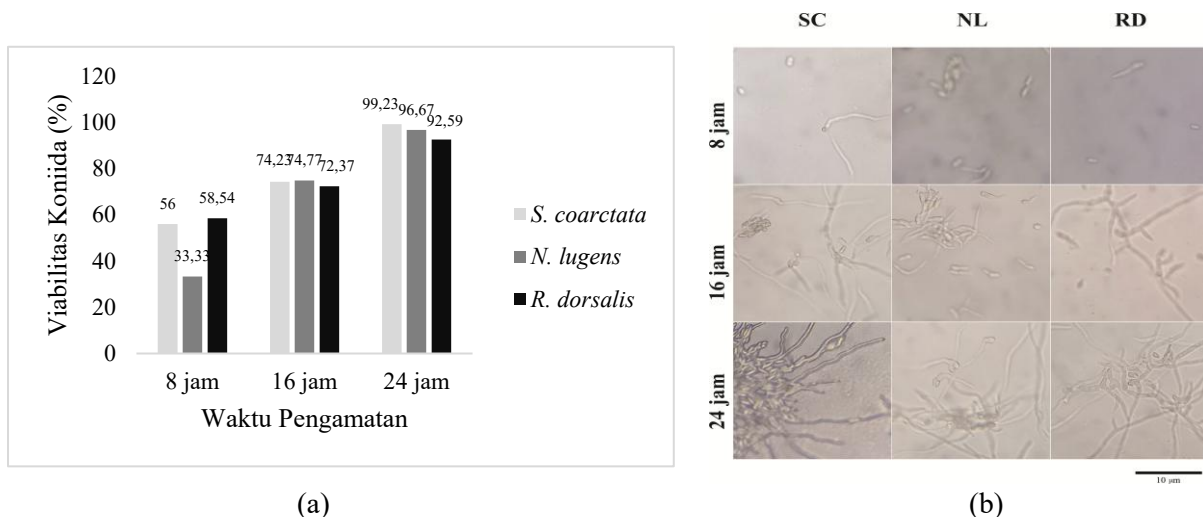 120
100
80
60
40
20
0
Viabilitas Koniida (%)
56
33,33
58,54
74,23
74,77
72,37
99,23
96,67
92,59
8 jam
16 jam
24 jam
Waktu Pengamatan
S. coarctata
N. lugens
R. dorsalis
(a)
SC NL RD
8 jam
16 jam
24 jam
10 µm
(b)